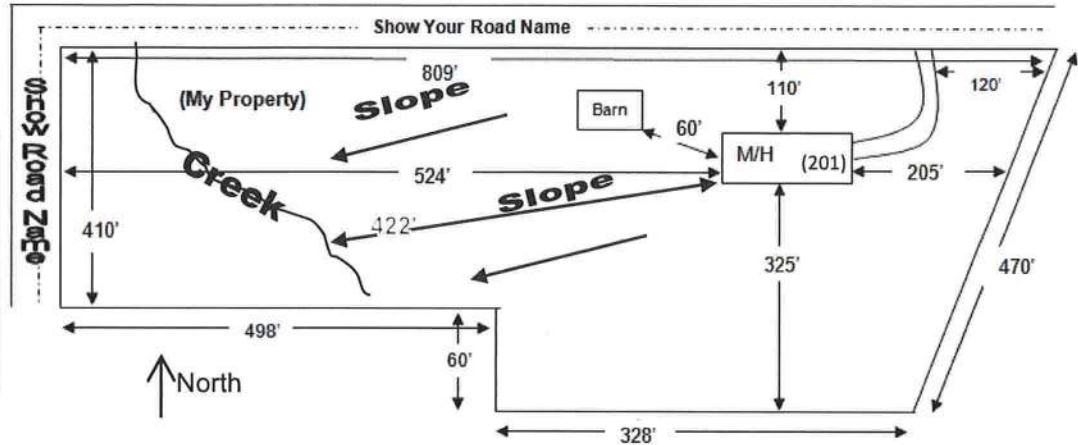 Show Your Road Name
Show Road Name
809'
110'
120'
(My Property)
Slope
Barn
60'
M/H
(201)
Creek
524'
205'
Slope
422'
410'
325'
470'
498'
60'
North
328'